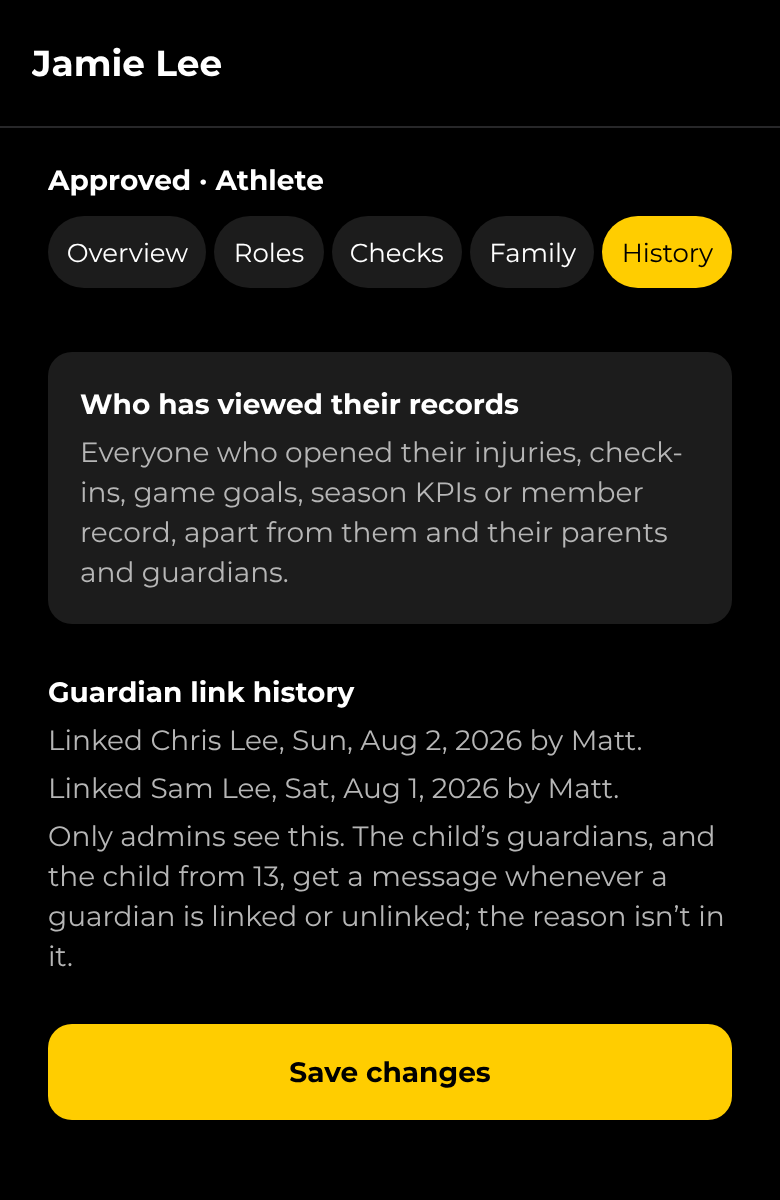 Jamie Lee
Approved · Athlete
Overview
Roles
Checks
Family
History
Who has viewed their records
Everyone who opened their injuries, check-
ins, game goals, season KPIs or member
record, apart from them and their parents
and guardians.
Guardian link history
Linked Chris Lee, Sun, Aug 2, 2026 by Matt.
Linked Sam Lee, Sat, Aug 1, 2026 by Matt.
Only admins see this. The child’s guardians, and
the child from 13, get a message whenever a
guardian is linked or unlinked; the reason isn’t in
it.
Save changes